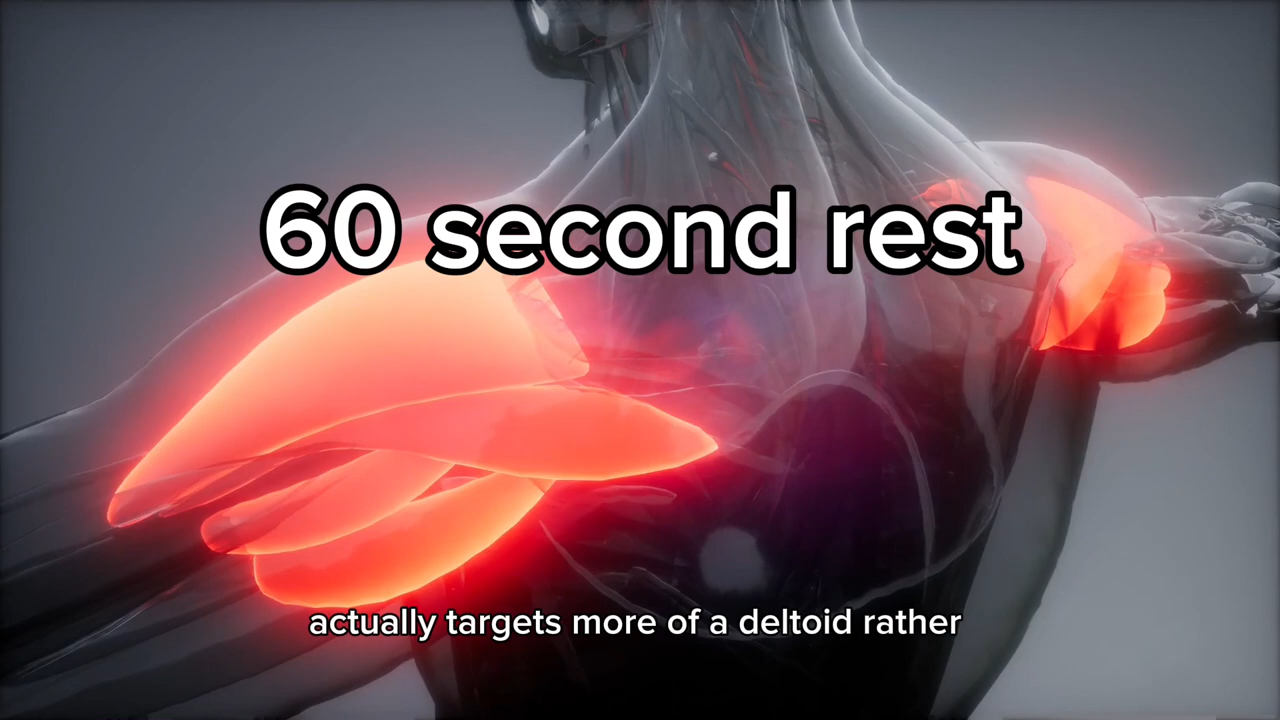 60 second rest
actually targets more of a deltoid rather